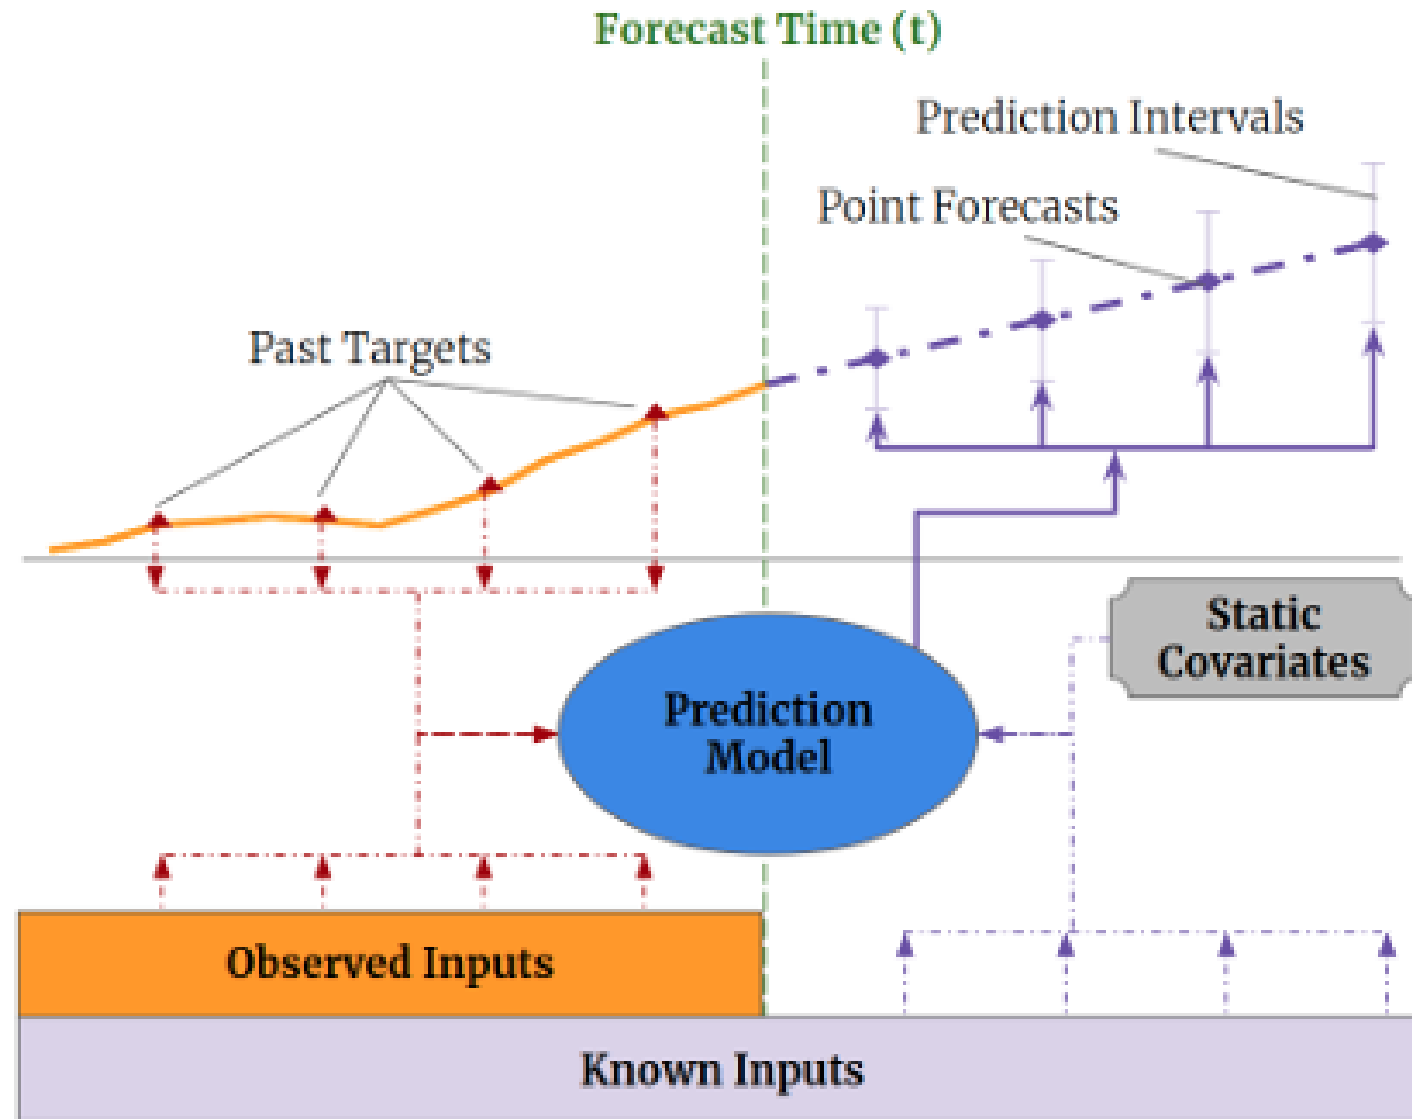 Forecast Time (t)
Prediction Intervals
Point Forecasts
Past Targets
Static
Covariates
Prediction
Model
Observed Inputs
Known Inputs